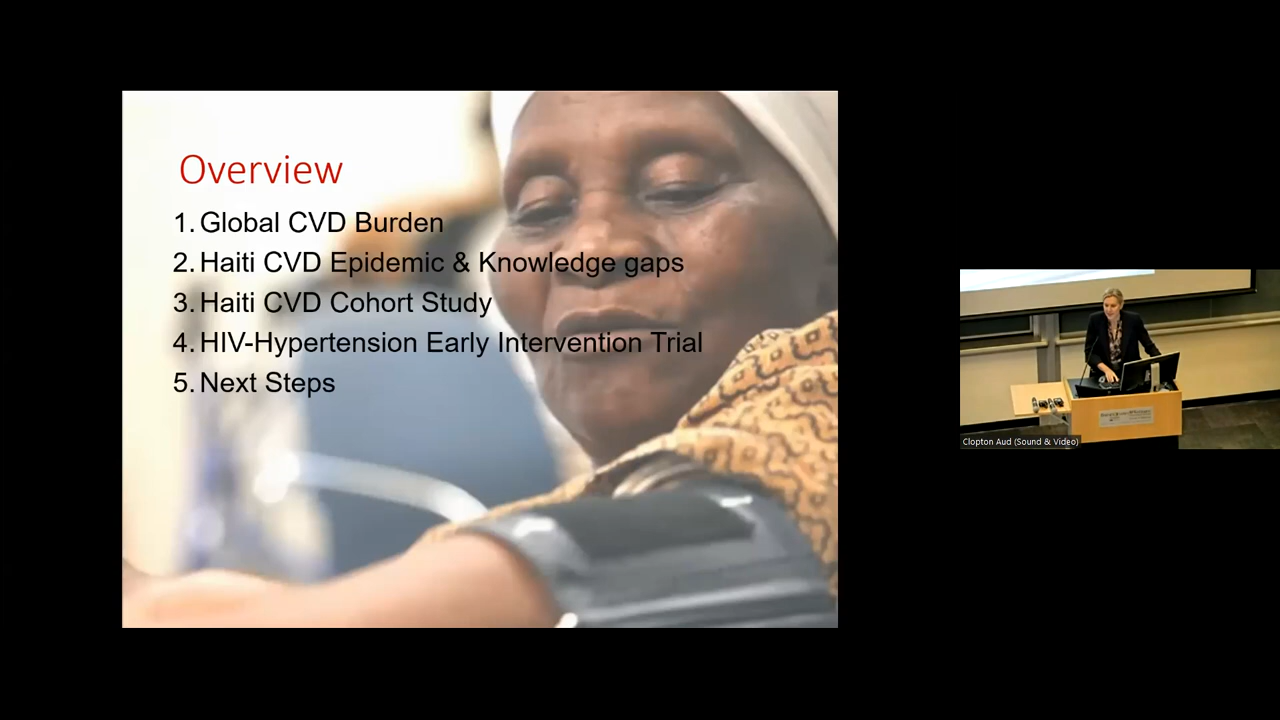 Overview
1. Global CVD Burden
2. Haiti CVD Epidemic & Knowledge gaps
3. Haiti CVD Cohort Study
4. HIV-Hypertension Early Intervention Trial
5. Next Steps
Clopton Aud (Sound & Video)